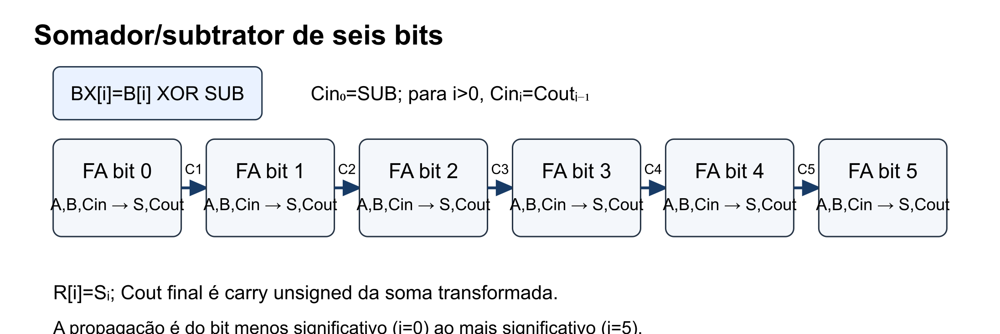 Somador/subtrator de seis bits
BX[i]=B[i] XOR SUB
Cin₀=SUB; para i>0, Cinᵢ=Coutᵢ₋₁
FA bit 0
A,B,Cin → S,Cout
C1
FA bit 1
A,B,Cin → S,Cout
C2
FA bit 2
A,B,Cin → S,Cout
C3
FA bit 3
A,B,Cin → S,Cout
C4
FA bit 4
A,B,Cin → S,Cout
C5
FA bit 5
A,B,Cin → S,Cout
R[i]=Sᵢ; Cout final é carry unsigned da soma transformada.
A propagação é do bit menos significativo (i=0) ao mais significativo (i=5).